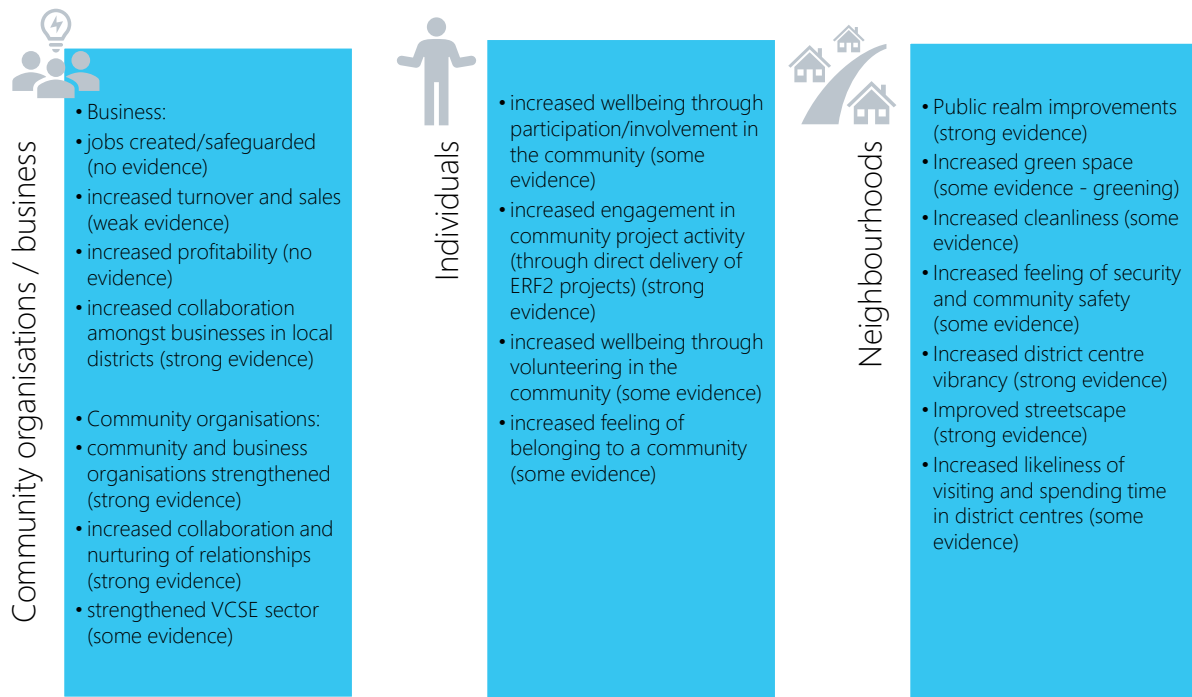 Community organisations / business
• Business:
• jobs created/safeguarded
(no evidence)
• increased turnover and sales
(weak evidence)
• increased profitability (no
evidence)
• increased collaboration
amongst businesses in local
districts (strong evidence)
• Community organisations:
• community and business
organisations strengthened
(strong evidence)
• increased collaboration and
nurturing of relationships
(strong evidence)
• strengthened VCSE sector
(some evidence)
Individuals
• increased wellbeing through
participation/involvement in
the community (some
evidence)
• increased engagement in
community project activity
(through direct delivery of
ERF2 projects) (strong
evidence)
• increased wellbeing through
volunteering in the
community (some evidence)
• increased feeling of
belonging to a community
(some evidence)
Neighbourhoods
• Public realm improvements
(strong evidence)
• Increased green space
(some evidence - greening)
• Increased cleanliness (some
evidence)
• Increased feeling of security
and community safety
(some evidence)
• Increased district centre
vibrancy (strong evidence)
• Improved streetscape
(strong evidence)
• Increased likeliness of
visiting and spending time
in district centres (some
evidence)